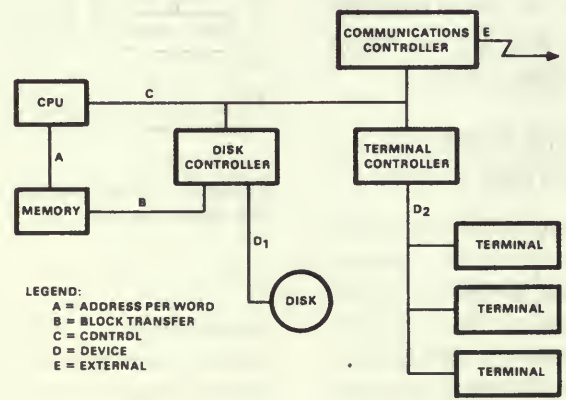 COMMUNICATIONS
CONTROLLER
E
CPU
C
DISK
CONTROLLER
TERMINAL
CONTROLLER
A
MEMORY
B
D2
D1
TERMINAL
DISK
TERMINAL
TERMINAL
LEGEND:
A = ADDRESS PER WORD
B = BLOCK TRANSFER
C = CONTROL
D = DEVICE
E = EXTERNAL